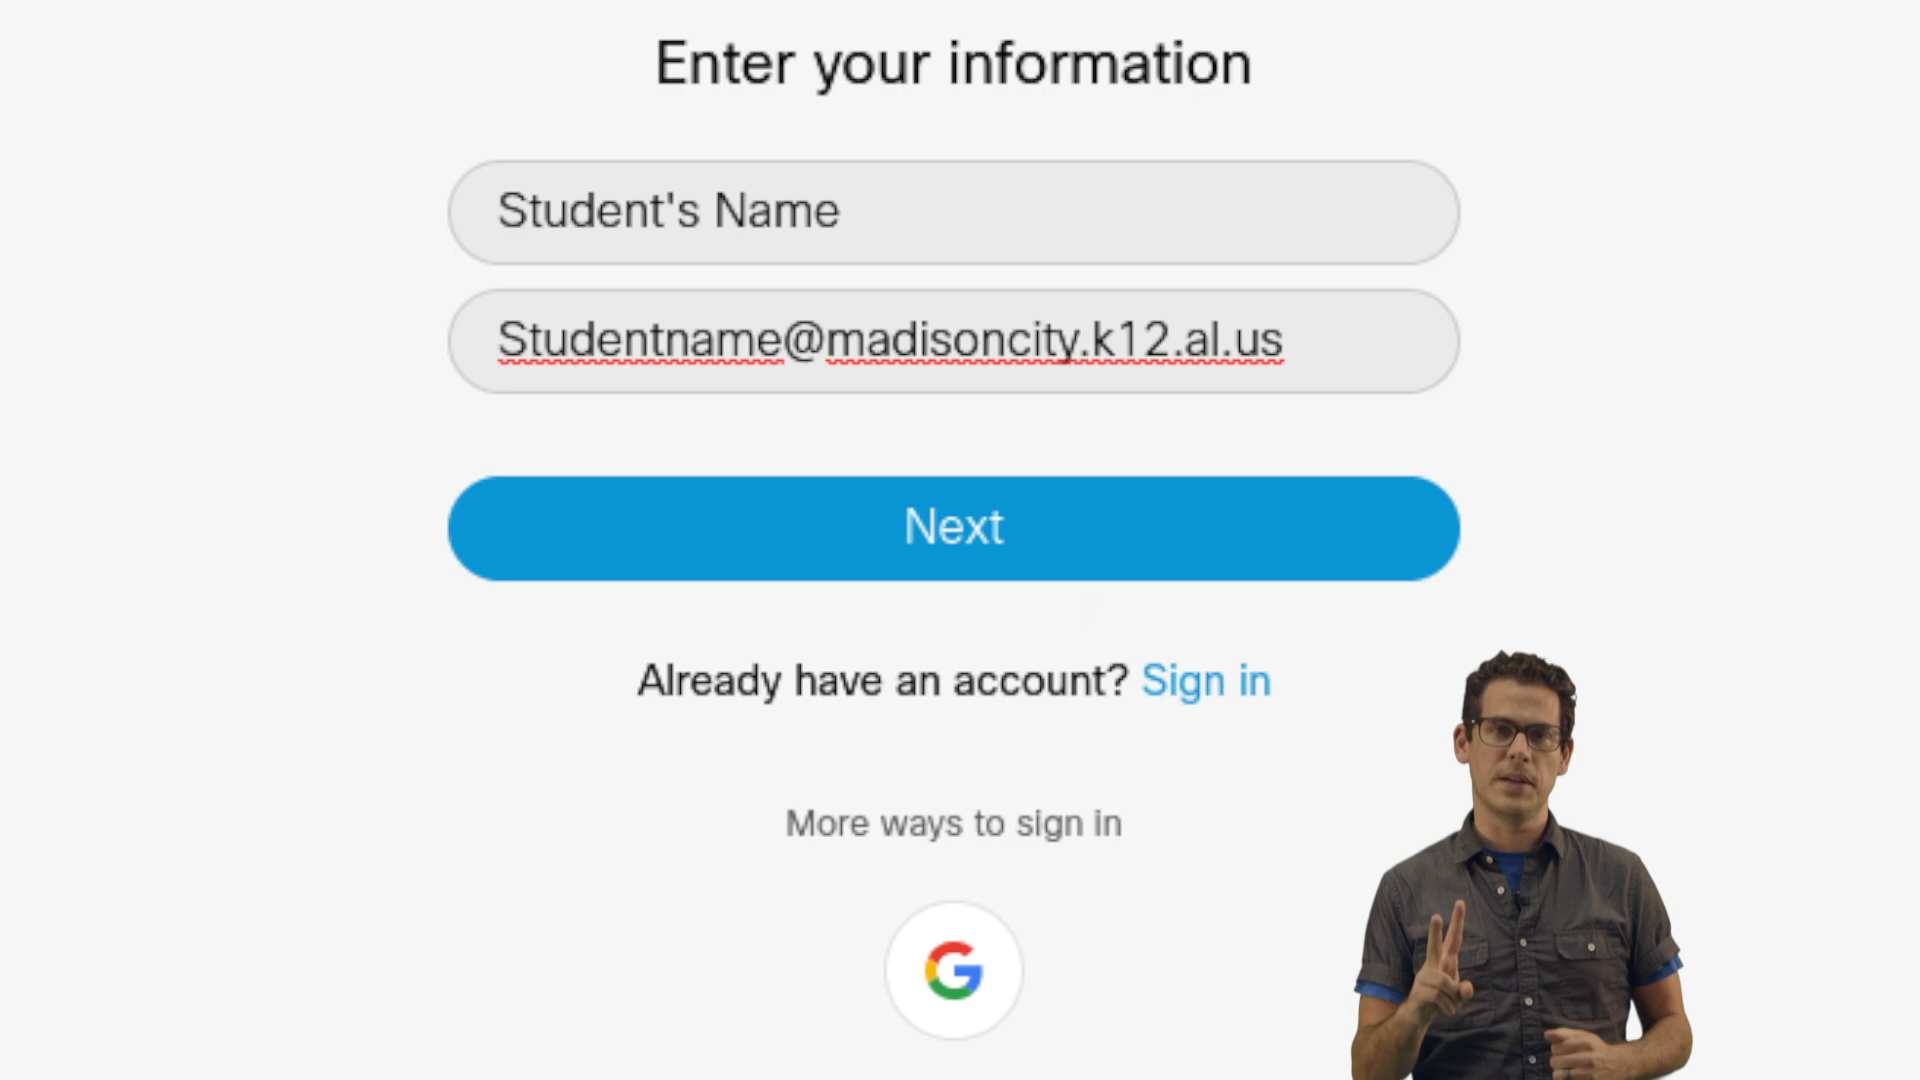 Enter your information
Student's Name
Studentname@madisoncity.k12.al.us
Next
Already have an account? Sign in
More ways to sign in
G